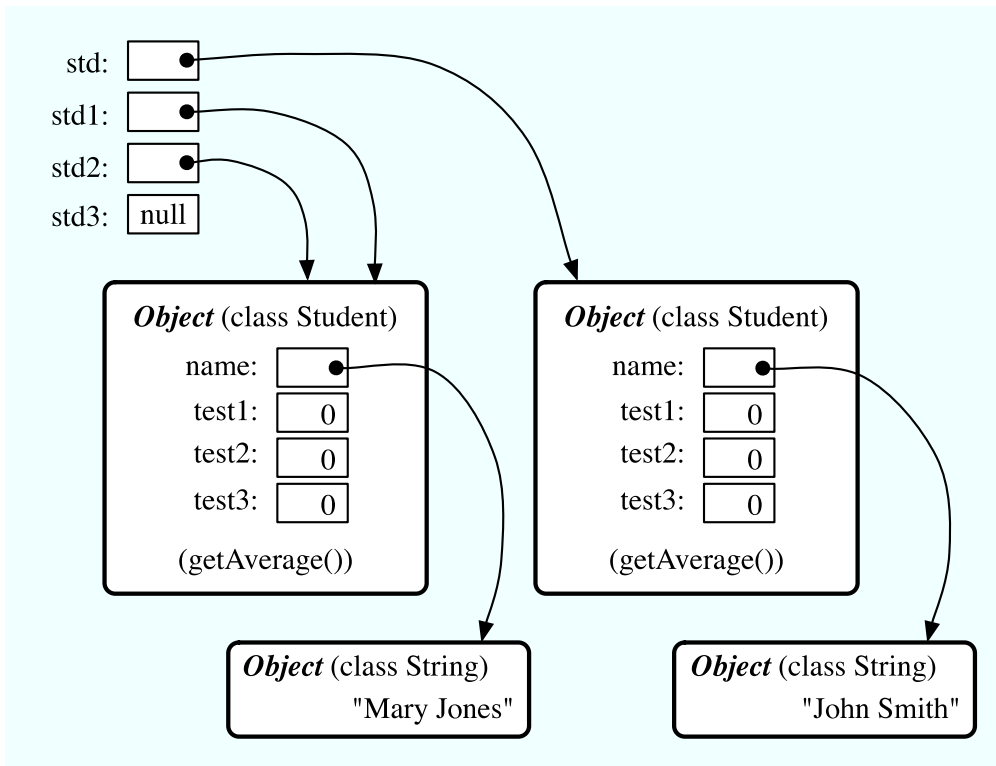 std:
std1:
std2:
std3: null
Object (class Student)
name:
test1: 0
test2: 0
test3: 0
(getAverage())
Object (class Student)
name:
test1: 0
test2: 0
test3: 0
(getAverage())
Object (class String)
"Mary Jones"
Object (class String)
"John Smith"